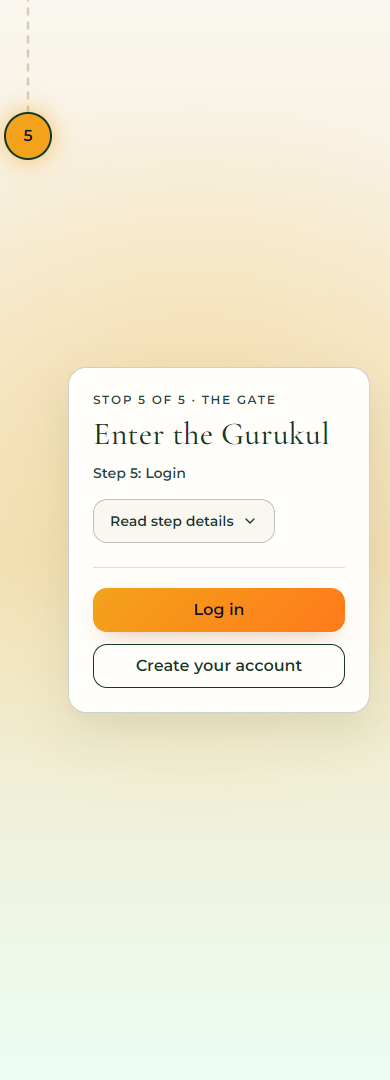 5
STOP 5 OF 5 · THE GATE
Enter the Gurukul
Step 5: Login
Read step details
Log in
Create your account